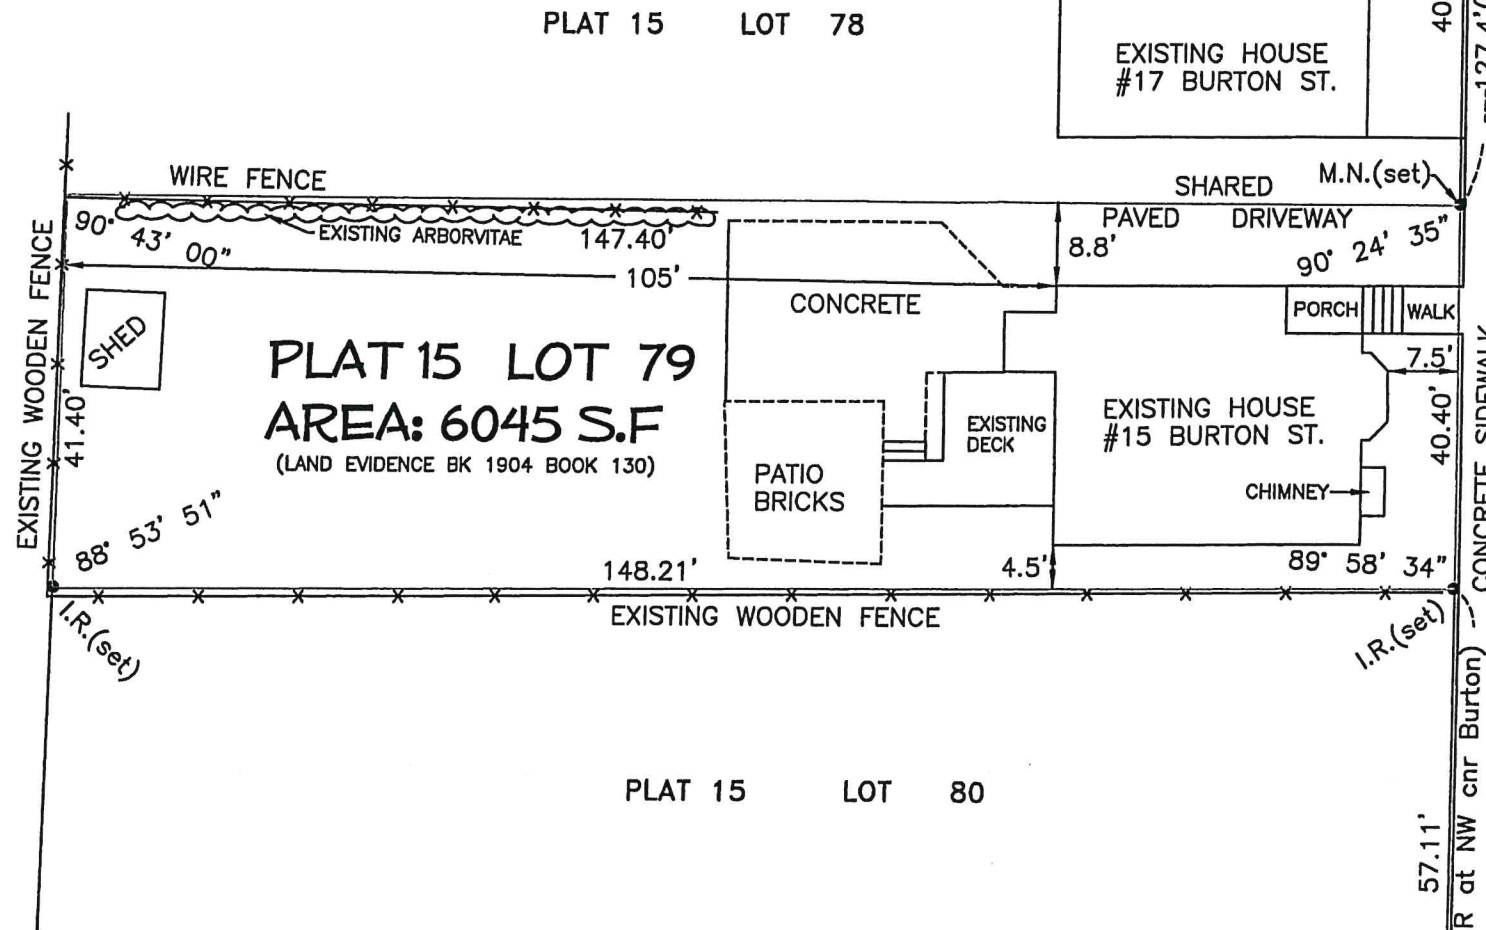 PLAT 15 LOT 78
40
127.4'
EXISTING HOUSE
#17 BURTON ST.
WIRE FENCE
M.N.(set)
SHARED
PAVED DRIVEWAY
EXISTING ARBORVITAE
147.40'
90° 43' 00"
8.8'
90° 24' 35"
105'
CONCRETE
PORCH
WALK
SHED
EXISTING WOODEN FENCE
41.40'
PLAT 15 LOT 79
AREA: 6045 S.F
(LAND EVIDENCE BK 1904 BOOK 130)
7.5'
EXISTING HOUSE
#15 BURTON ST.
EXISTING
DECK
40.40'
CONCRETE SIDEWALK
PATIO
BRICKS
CHIMNEY
88° 53' 51"
148.21'
4.5'
89° 58' 34"
EXISTING WOODEN FENCE
I.R.(set)
I.R.(set)
PLAT 15 LOT 80
57.11'
R at NW cnr Burton)